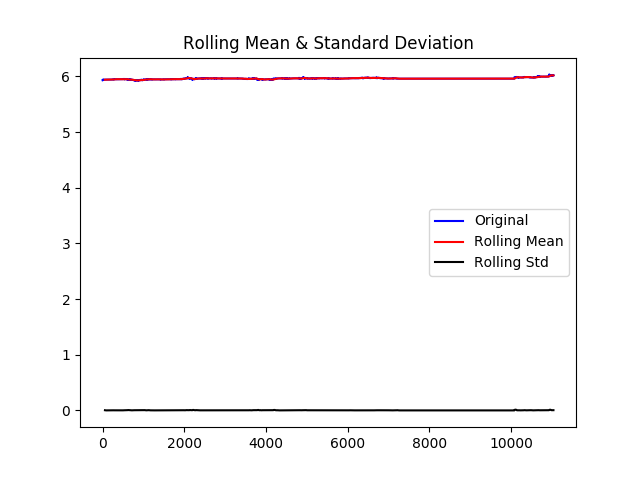 Rolling Mean & Standard Deviation
6
5
4
3
2
1
0
Original
Rolling Mean
Rolling Std
0 2000 4000 6000 8000 10000